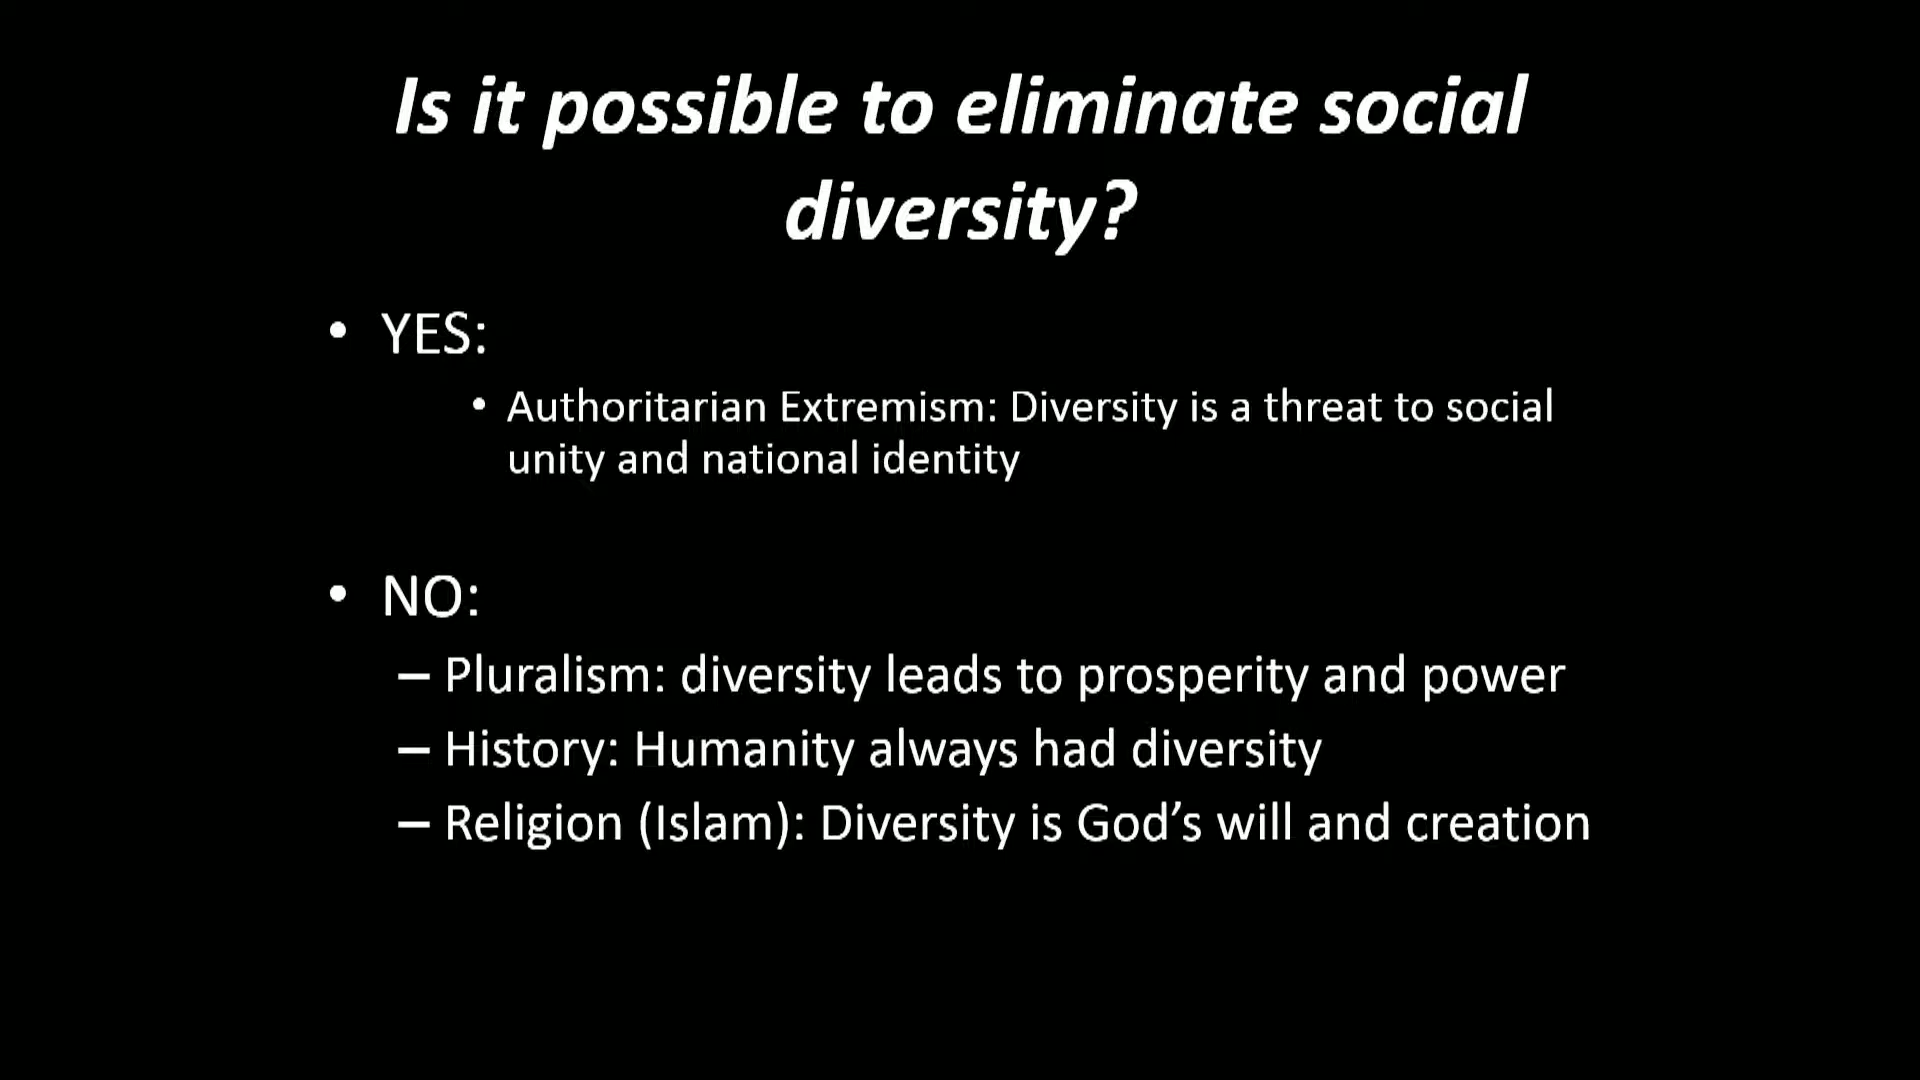 Is it possible to eliminate social
diversity?
• YES:
• Authoritarian Extremism: Diversity is a threat to social
unity and national identity
• NO:
– Pluralism: diversity leads to prosperity and power
– History: Humanity always had diversity
– Religion (Islam): Diversity is God’s will and creation